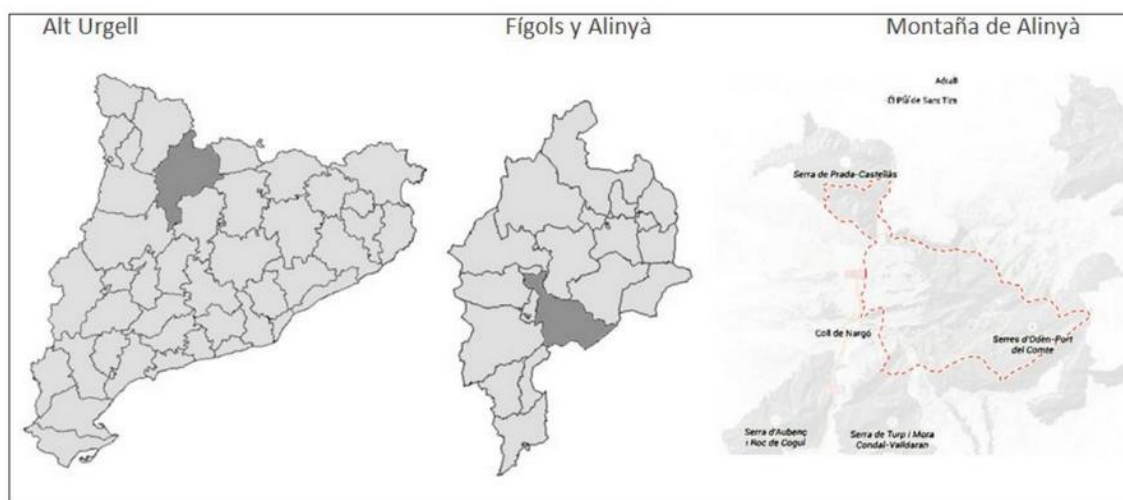 Alt Urgell
Fígols y Alinyà
Montaña de Alinyà
Adrall
Serra de Prada-Castellàs
Coll de Nargó
Serres d'Odèn-Port
del Comte
Serra d'Aubenç
i Roc de Cogul
Serra de Turp i Mora
Condal-Valldaran